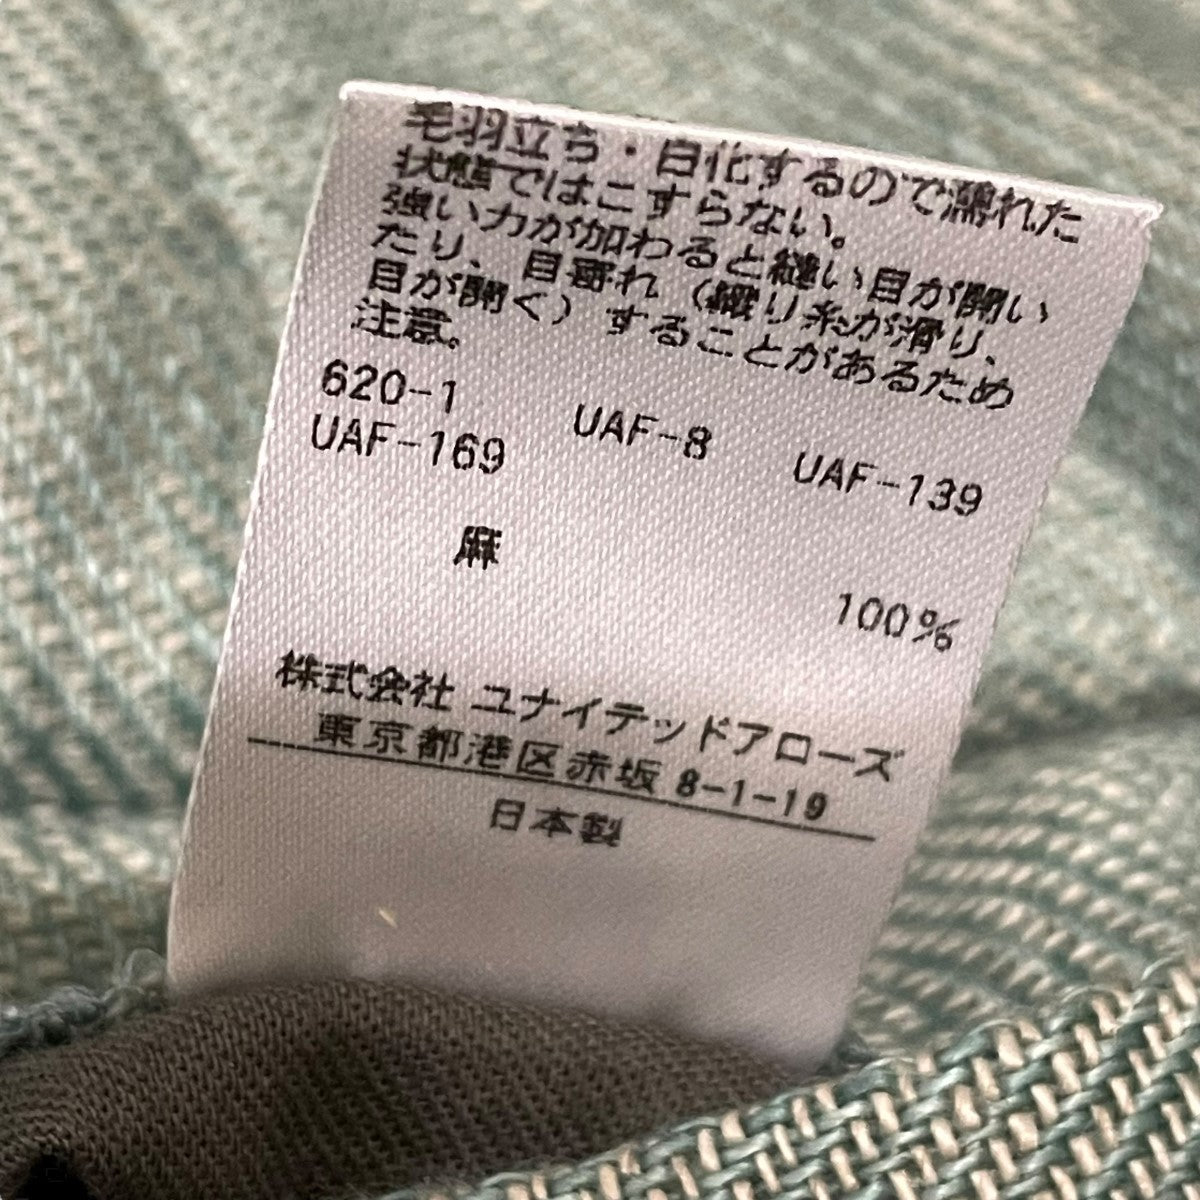 毛羽立ち・白化するので濡れた
状態ではこすらない。
強い力が加わると縫い目が開い
たり、目寄れ（織り糸が滑り、
目が開く）することがあるため
注意。
620-1 UAF-8 UAF-139
UAF-169
麻
100%
株式会社 ユナイテッドアローズ
東京都港区赤坂 8-1-19
日本製